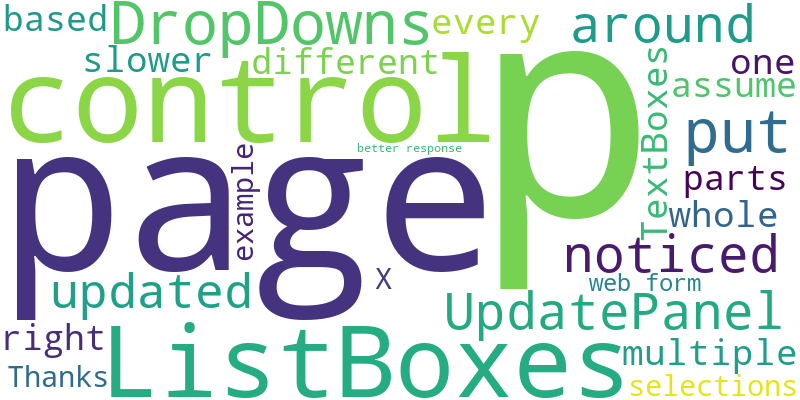 based
DropDowns
every
around
slower
different
one
control
p
assume
TextBoxes
put
better response
page
example
parts
whole
noticed
X
updated
web form
UpdatePanel
right
ListBoxes
multiple
Thanks
selections